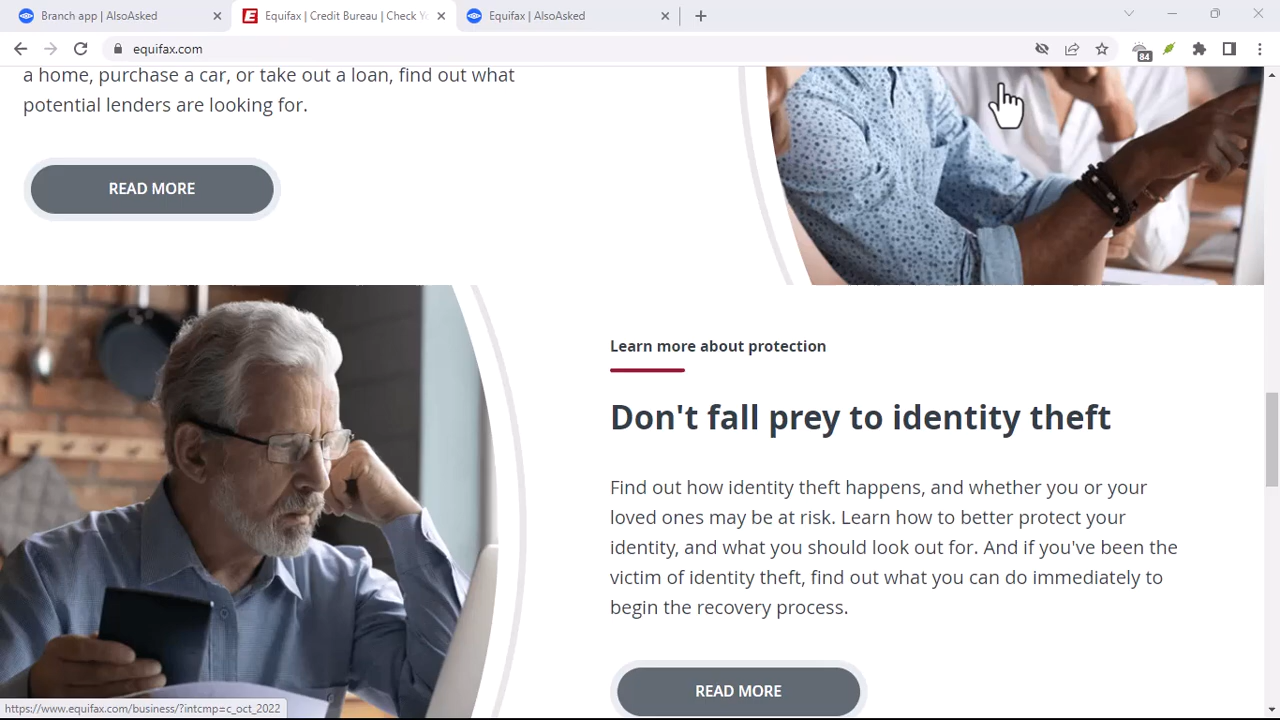 Branch app | AlsoAsked
Equifax | Credit Bureau | Check Y
Equifax | AlsoAsked
equifax.com
84
a home, purchase a car, or take out a loan, find out what
potential lenders are looking for.
READ MORE
Learn more about protection
Don't fall prey to identity theft
Find out how identity theft happens, and whether you or your
loved ones may be at risk. Learn how to better protect your
identity, and what you should look out for. And if you've been the
victim of identity theft, find out what you can do immediately to
begin the recovery process.
READ MORE
https://www.equifax.com/business/?intcmp=c_oct_2022